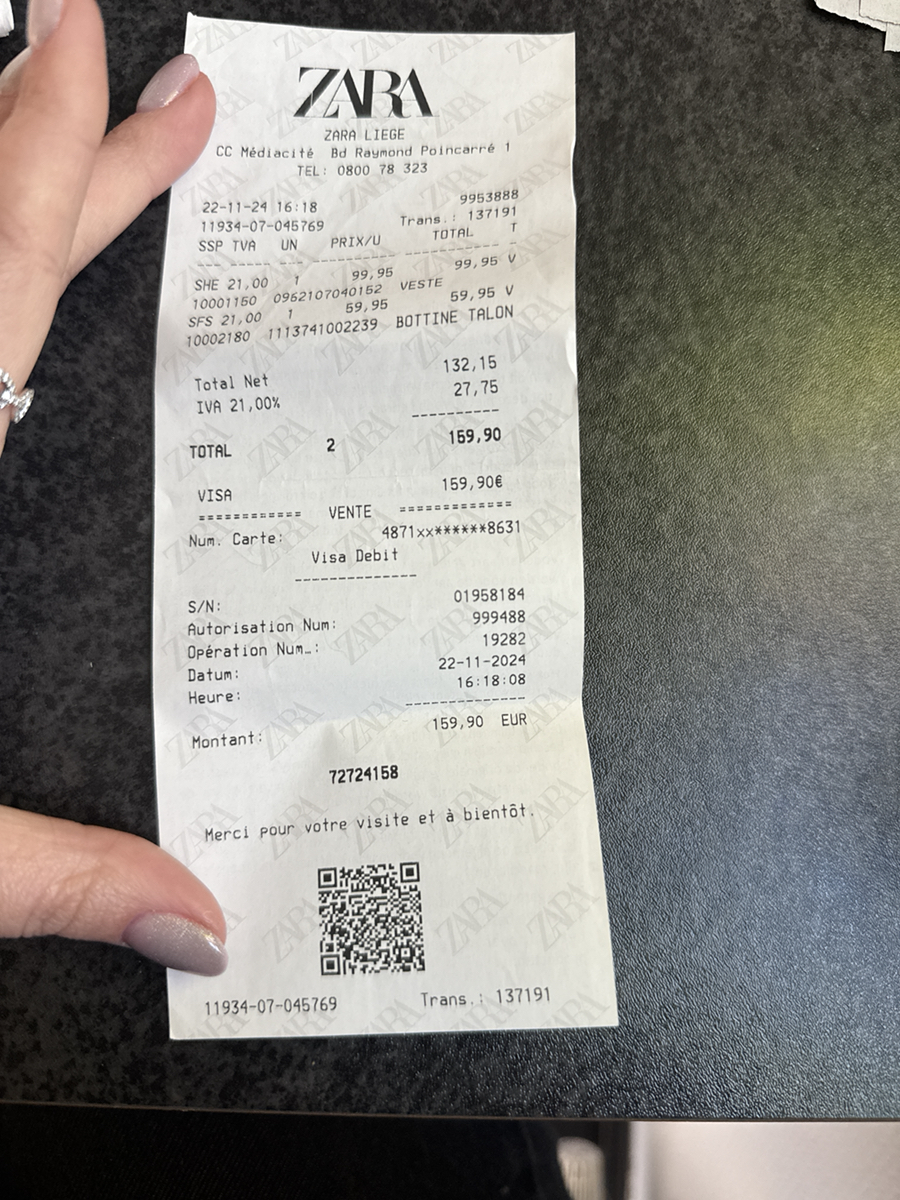 ZARA
ZARA LIEGE
CC Médiacité Bd Raymond Poincarré 1
TEL: 0800 78 323
22-11-24 16:18 9953888
11934-07-045769 Trans.: 137191
SSP TVA UN PRIX/U TOTAL T
SHE 21,00 1 99,95 99,95 V
10001150 0962107040152 VESTE
SFS 21,00 1 59,95 59,95 V
10002180 1113741002239 BOTTINE TALON
Total Net 132,15
IVA 21,00% 27,75
----------
TOTAL 2 159,90
VISA 159,90€
============ VENTE =============
Num. Carte: 4871xx******8631
Visa Debit
--------------
S/N: 01958184
Autorisation Num: 999488
Opération Num…: 19282
Datum: 22-11-2024
Heure: 16:18:08
--------------
Montant: 159,90 EUR
72724158
Merci pour votre visite et à bientôt.
11934-07-045769 Trans.: 137191